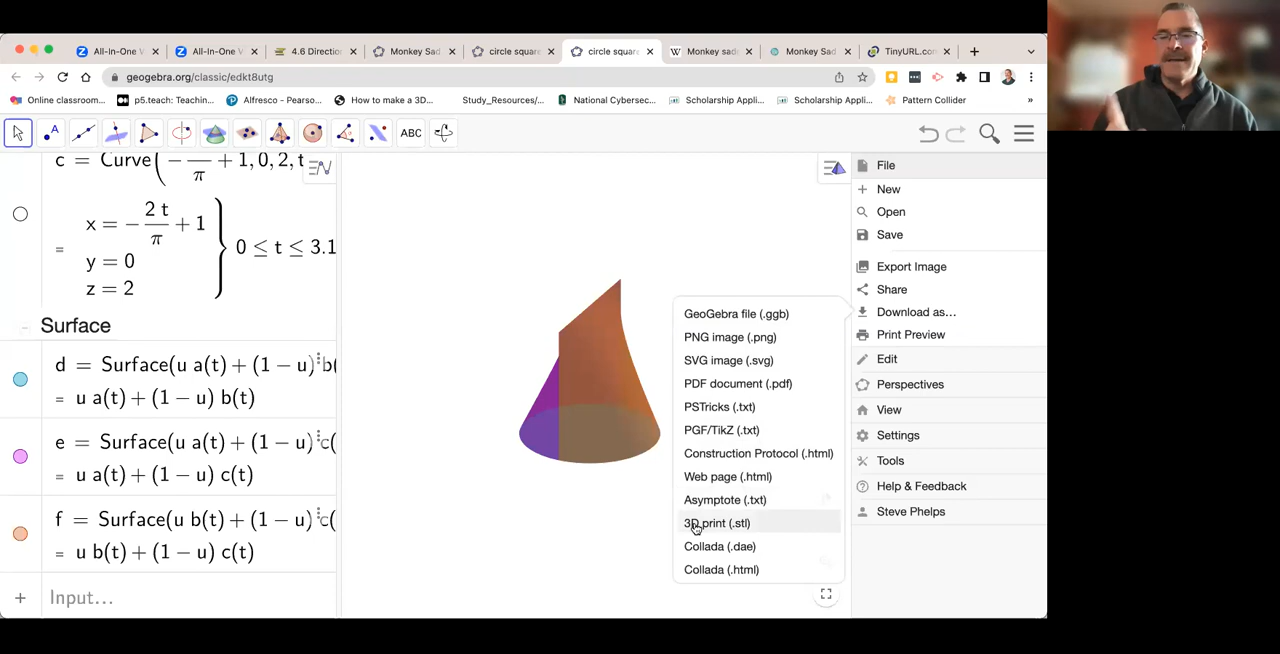 All-In-One V
All-In-One V
4.6 Directio
Monkey Sad
circle square
circle square
Monkey sad
Monkey Sad
TinyURL.co
geogebra.org/classic/edkt8utg
Online classroom...
p5.teach: Teachin...
Alfresco - Pearso...
How to make a 3D...
Study_Resources/...
National Cybersec...
Scholarship Appli...
Scholarship Appli...
Pattern Collider
»
ABC
c = Curve(− /π + 1, 0, 2, t
x = − 2 t/π + 1
y = 0
z = 2
= 0 ≤ t ≤ 3.1
Surface
d = Surface(u a(t) + (1 − u) b(
= u a(t) + (1 − u) b(t)
e = Surface(u a(t) + (1 − u) c(
= u a(t) + (1 − u) c(t)
f = Surface(u b(t) + (1 − u) c(
= u b(t) + (1 − u) c(t)
+ Input...
GeoGebra file (.ggb)
PNG image (.png)
SVG image (.svg)
PDF document (.pdf)
PSTricks (.txt)
PGF/TikZ (.txt)
Construction Protocol (.html)
Web page (.html)
Asymptote (.txt)
3D print (.stl)
Collada (.dae)
Collada (.html)
File
New
Open
Save
Export Image
Share
Download as...
Print Preview
Edit
Perspectives
View
Settings
Tools
Help & Feedback
Steve Phelps